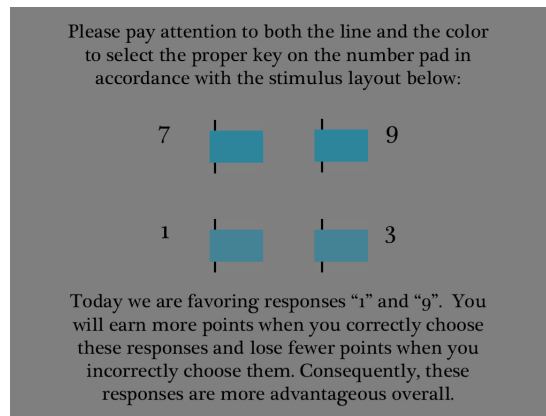 Please pay attention to both the line and the color
to select the proper key on the number pad in
accordance with the stimulus layout below:
7 9
1 3
Today we are favoring responses “1” and “9”. You
will earn more points when you correctly choose
these responses and lose fewer points when you
incorrectly choose them. Consequently, these
responses are more advantageous overall.